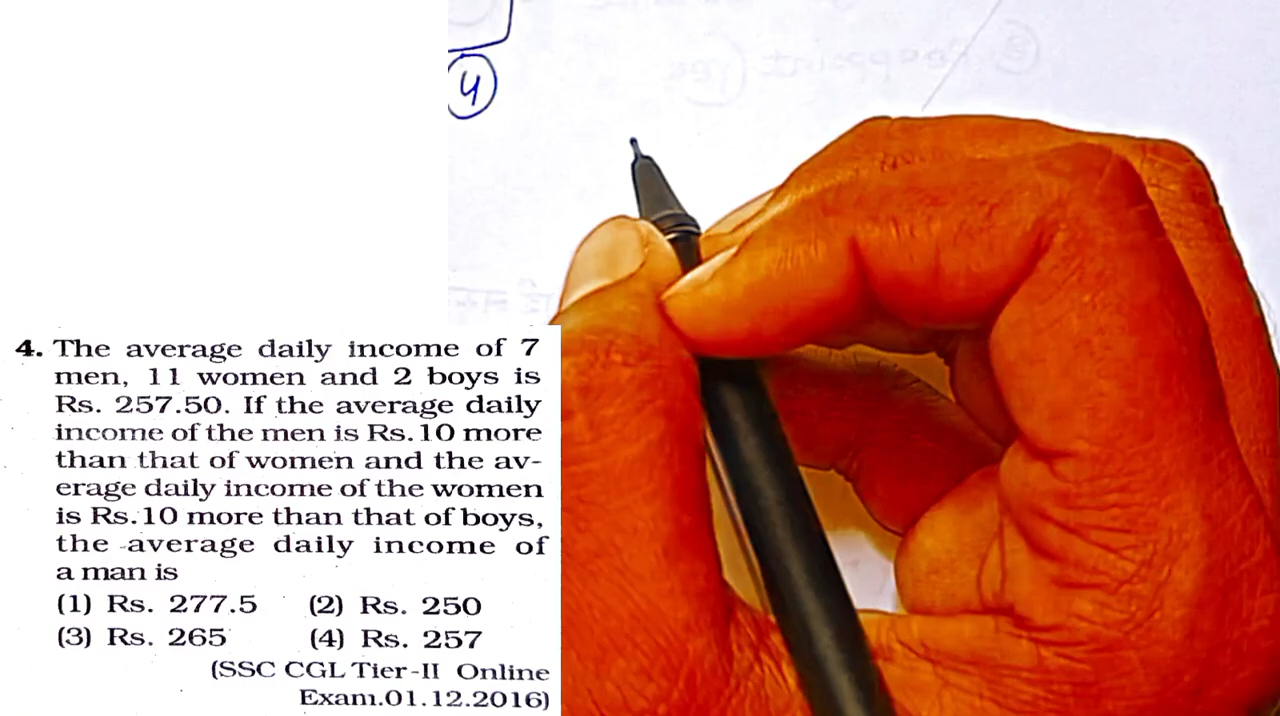 4
4. The average daily income of 7
men, 11 women and 2 boys is
Rs. 257.50. If the average daily
income of the men is Rs.10 more
than that of women and the av-
erage daily income of the women
is Rs.10 more than that of boys,
the average daily income of
a man is
(1) Rs. 277.5 (2) Rs. 250
(3) Rs. 265 (4) Rs. 257
(SSC CGL Tier-II Online
Exam.01.12.2016)